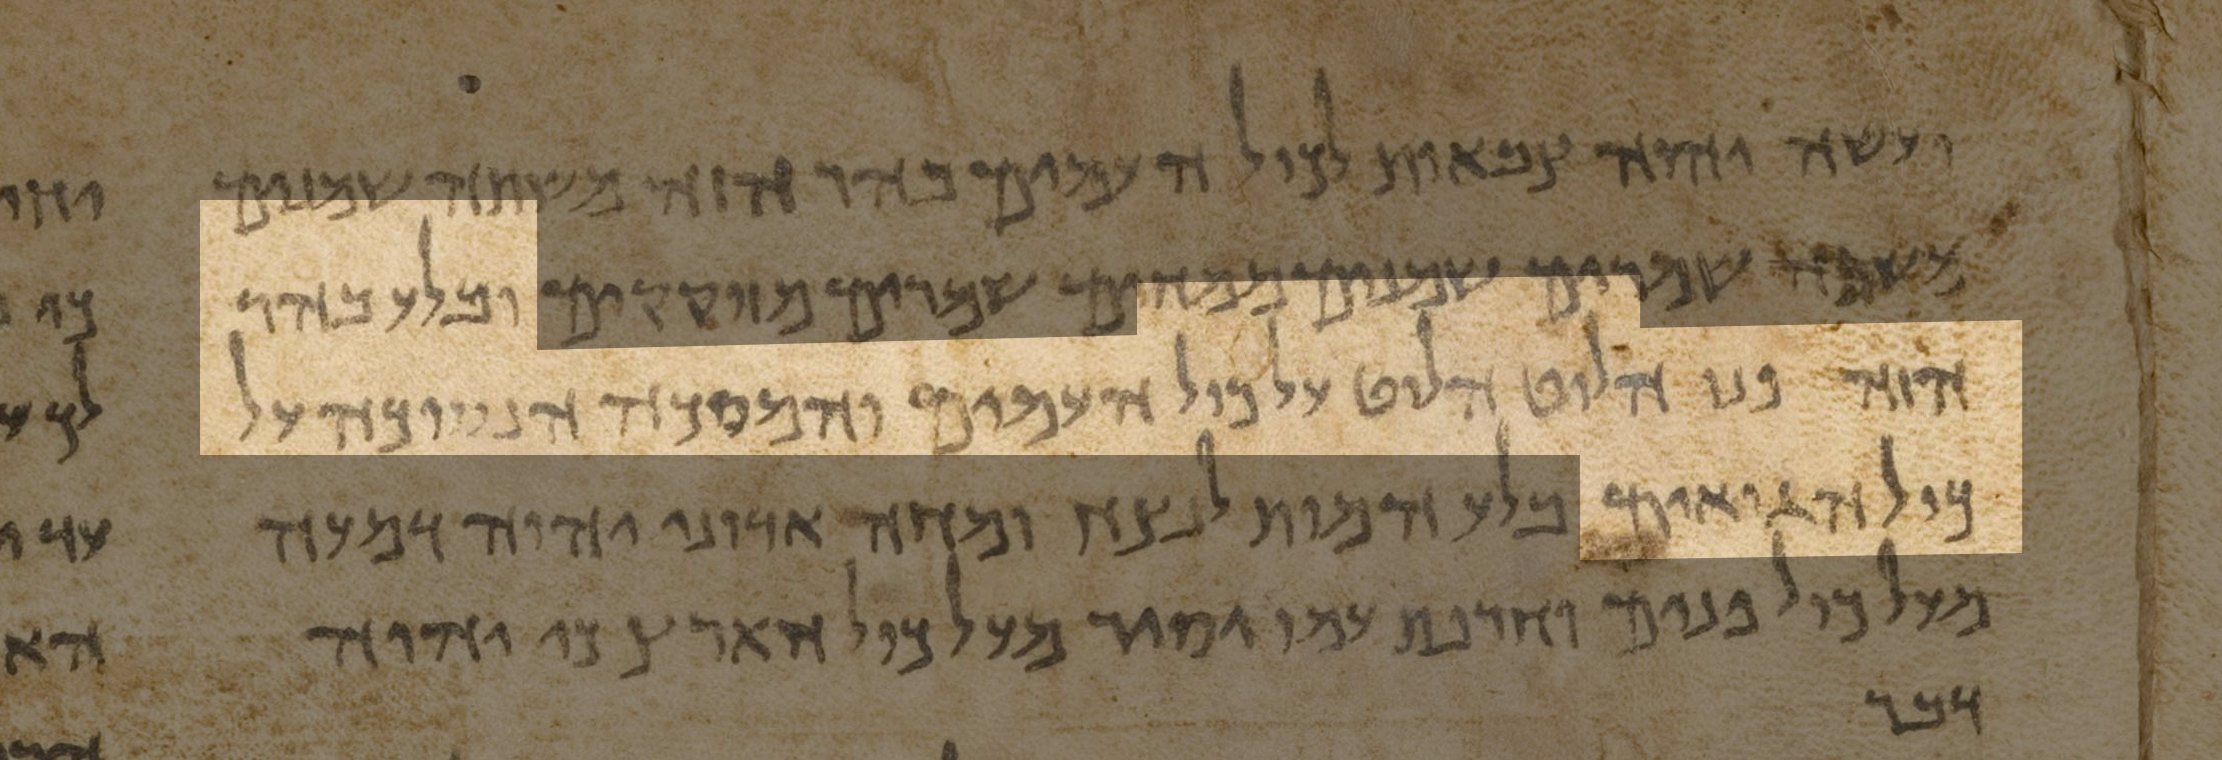 ועשה יהוה צבאות לכול העמים בהר הזה משתה שמנים
משתה שמרים שמנים ממחים שמרים מזוקקים ובלע בהר
הזה פני הלוט הלוט על כול העמים והמסכה הנסוכה על
כול הגואים בלע המות לנצח ומחה אדוני יהוה דמעה
מעל כול פנים וחרפת עמו יסיר מעל כול הארץ כי יהוה
דבר